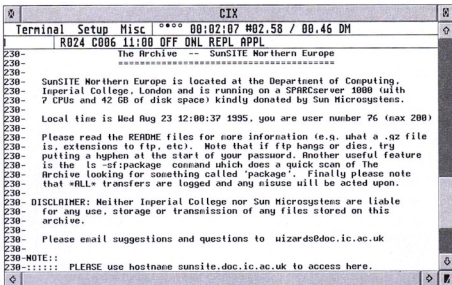 CIX
Terminal Setup Misc °°°° 00:02:07 #02.58 / 00.46 DM
R024 C006 11:00 OFF ONL REPL APPL
230- The Archive -- SunSITE Northern Europe
230- ====================================
230-
230- SunSITE Northern Europe is located at the Department of Computing,
230- Imperial College, London and is running on a SPARCserver 1000 (with
230- 7 CPUs and 42 GB of disk space) kindly donated by Sun Microsystems.
230-
230- Local time is Wed Aug 23 12:00:37 1995, you are user number 76 (max 200)
230-
230- Please read the README files for more information (e.g. what a .gz file
230- is, extensions to ftp, etc). Note that if ftp hangs or dies, try
230- putting a hyphen at the start of your password. Another useful feature
230- is the ls -sf:package command which does a quick scan of The
230- Archive looking for something called 'package'. Finally please note
230- that *ALL* transfers are logged and any misuse will be acted upon.
230-
230- DISCLAIMER: Neither Imperial College nor Sun Microsystems are liable
230- for any use, storage or transmission of any files stored on this
230- archive.
230-
230- Please email suggestions and questions to wizards@doc.ic.ac.uk
230-
230-NOTE::
230-:::::: PLEASE use hostname sunsite.doc.ic.ac.uk to access here.